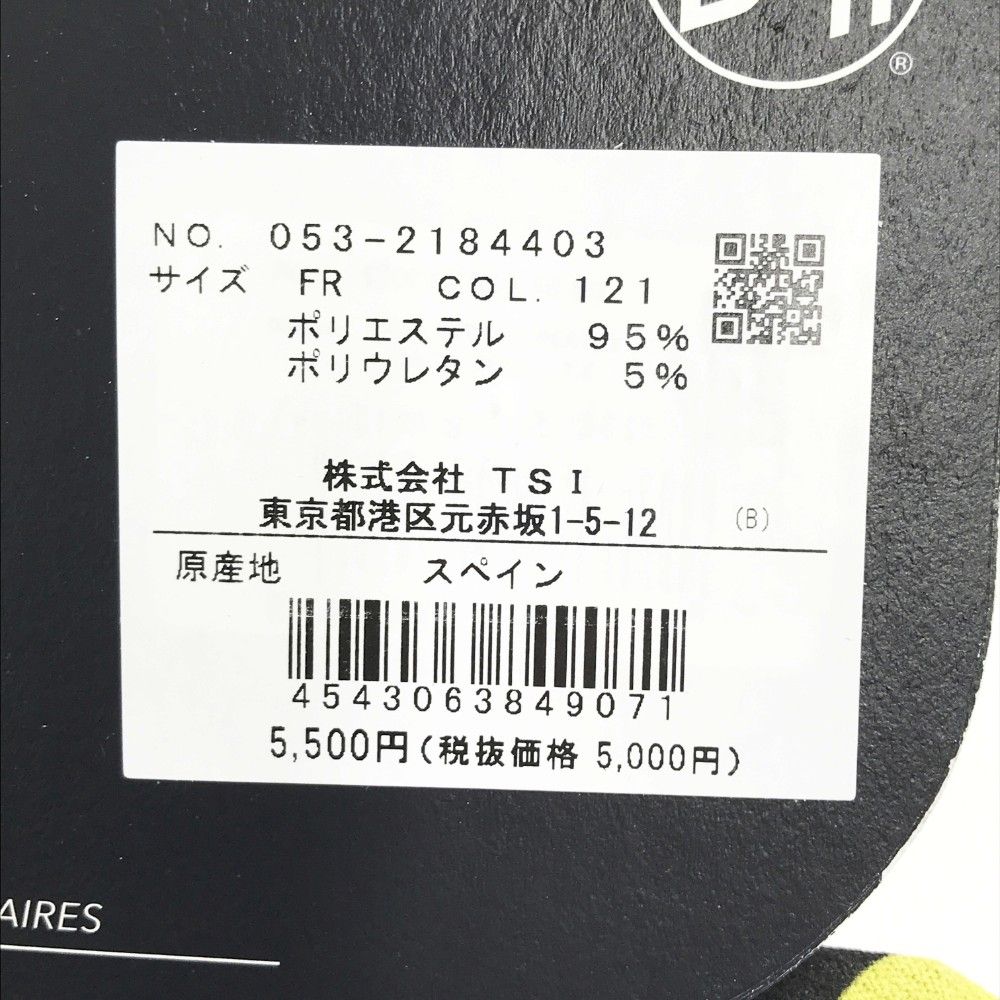 ®
NO. 053-2184403
サイズ FR COL. 121
ポリエステル 95%
ポリウレタン 5%
株式会社 TSI
東京都港区元赤坂1-5-12 (B)
原産地 スペイン
4543063849071
5,500円(税抜価格 5,000円)
AIRES